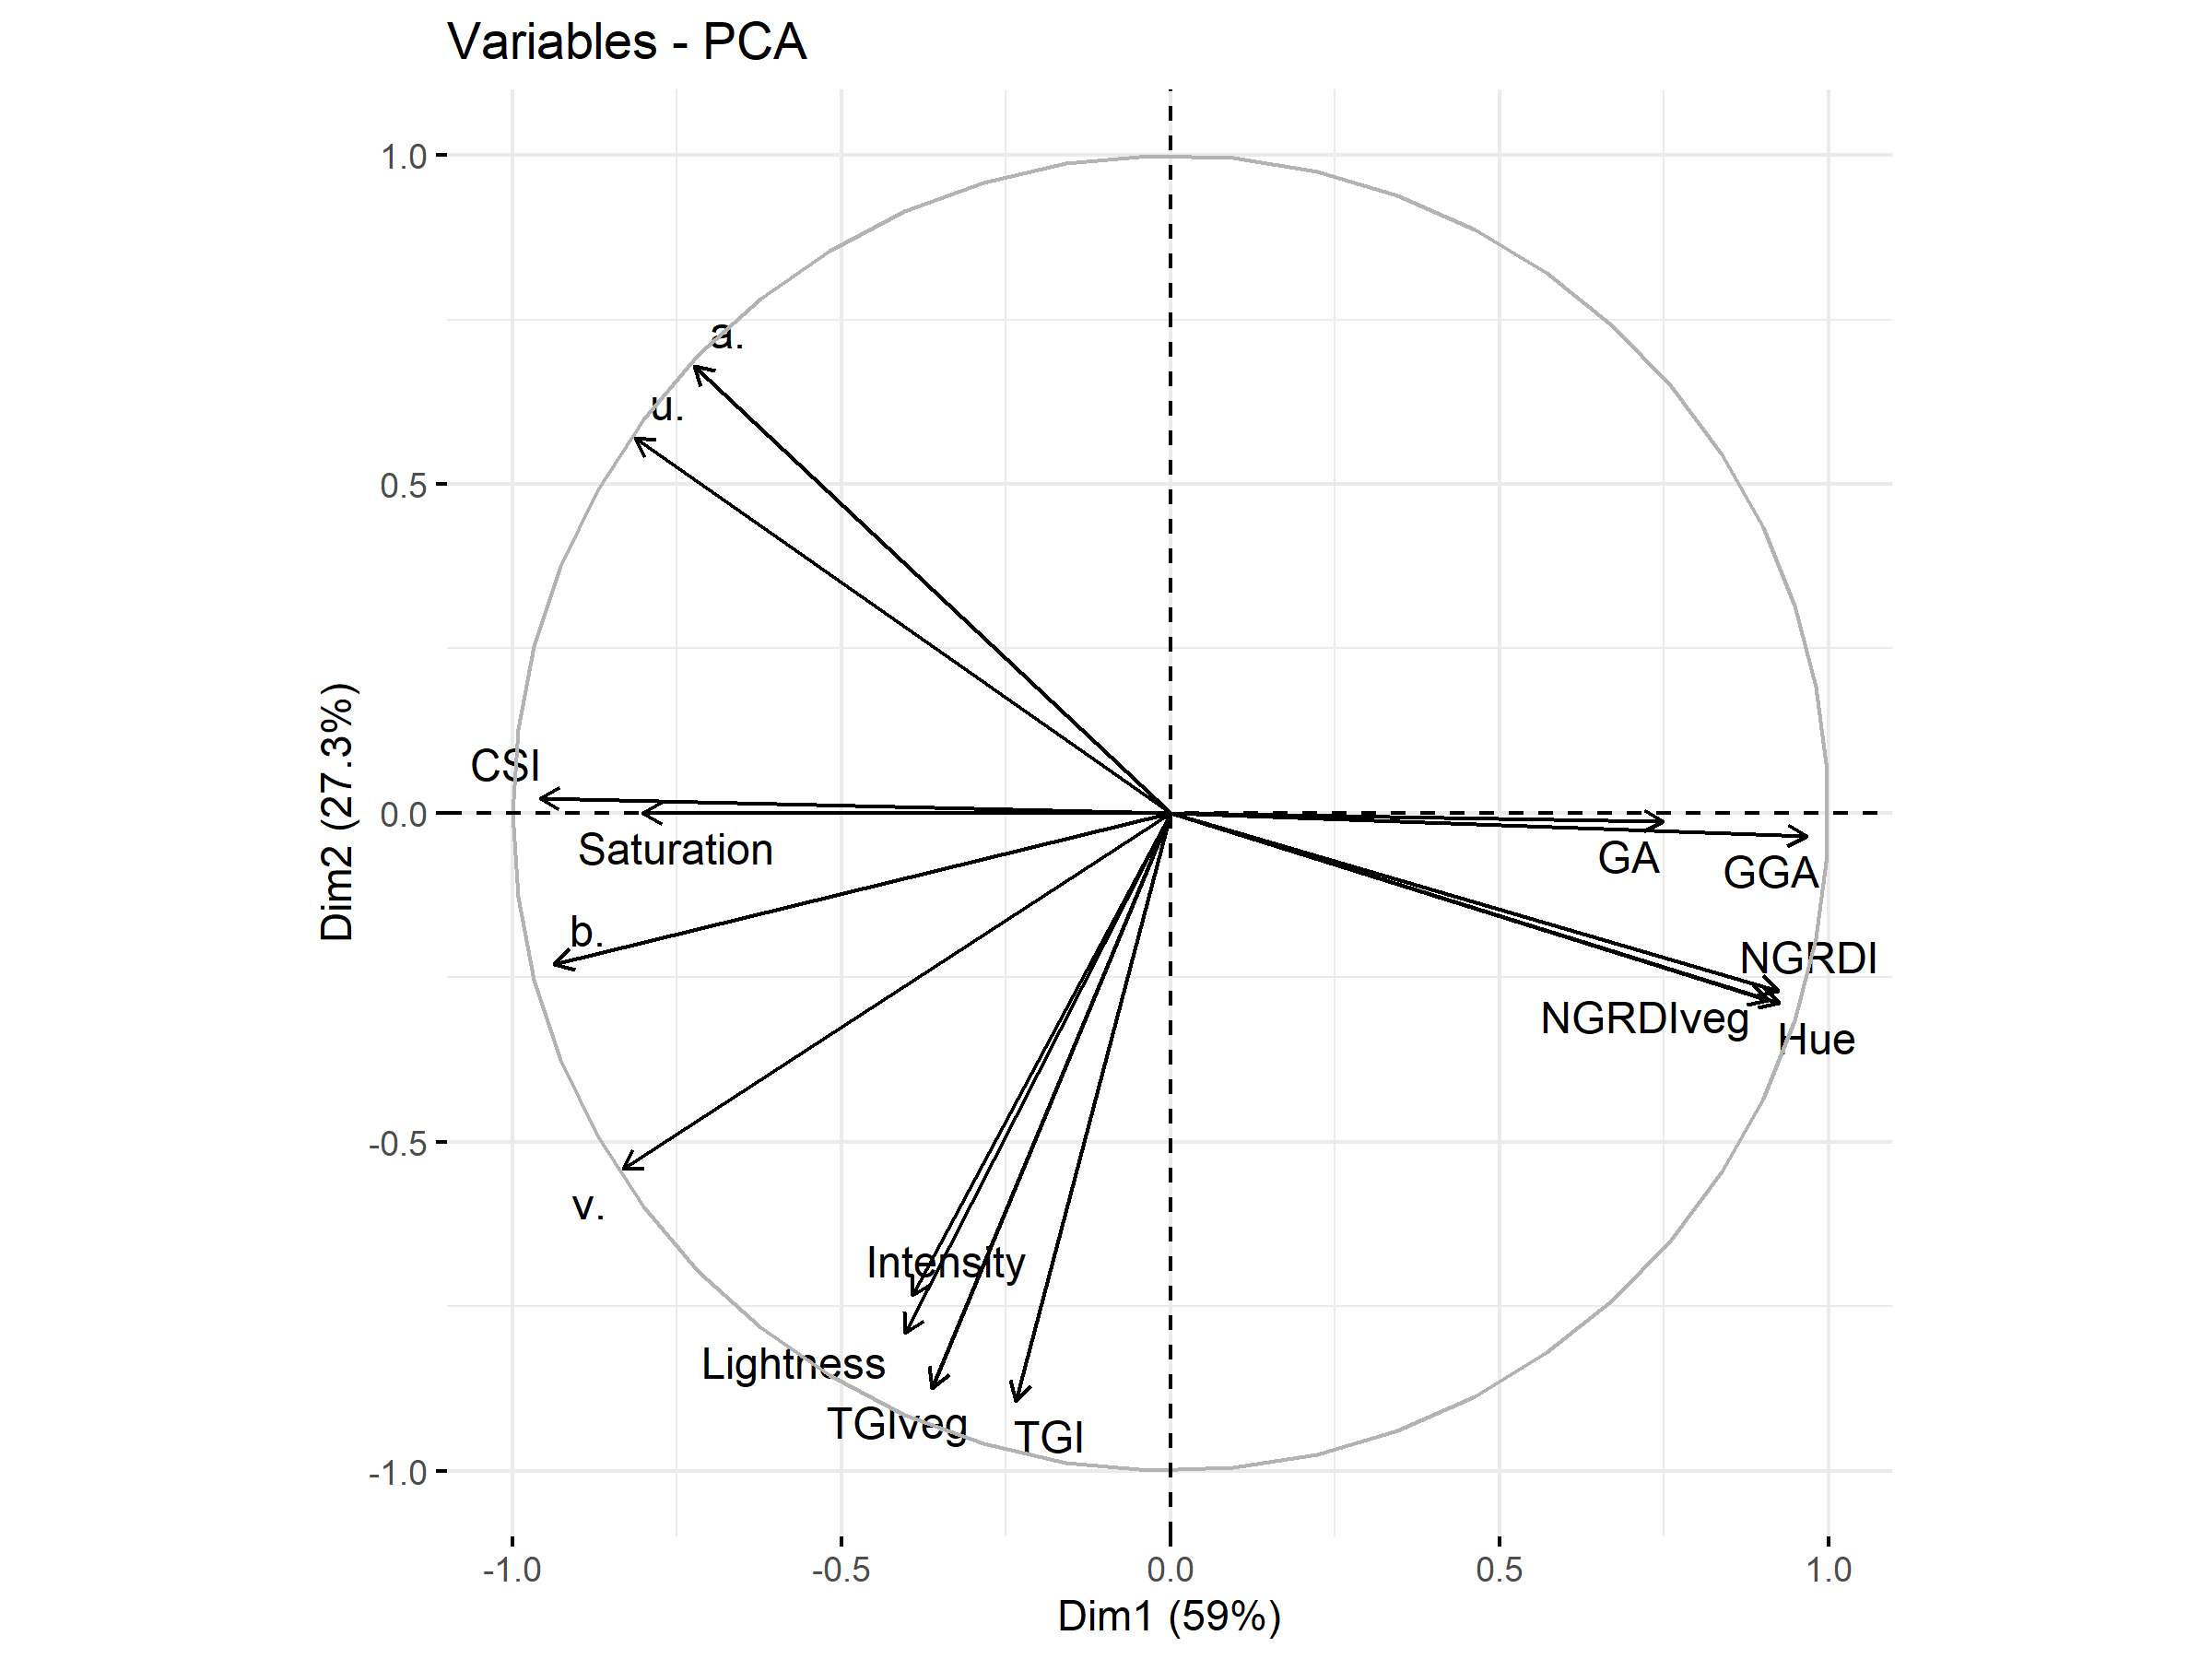 Variables - PCA
1.0
a.
u.
0.5
CSI
0.0
Saturation
GA
GGA
b.
NGRDI
NGRDIveg
Hue
-0.5
v.
Intensity
Lightness
TGIveg
TGI
-1.0
Dim2 (27.3%)
-1.0 -0.5 0.0 0.5 1.0
Dim1 (59%)